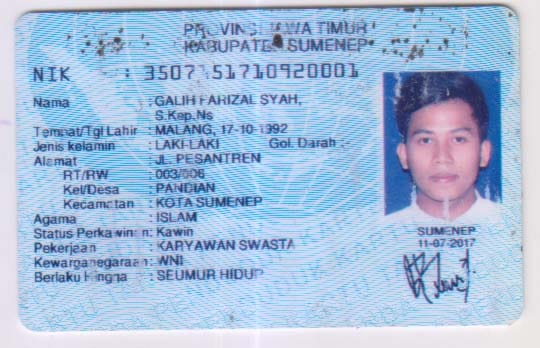 PROVINSI JAWA TIMUR
KABUPATEN SUMENEP
NIK :
Nama : GALIH FARIZAL SYAH,
S.Kep.Ns
Tempat/Tgl Lahir : MALANG, 17-10-1992
Jenis kelamin : LAKI-LAKI Gol. Darah :-
Alamat : JL. PESANTREN
RT/RW : 003/006
Kel/Desa : PANDIAN
Kecamatan : KOTA SUMENEP
Agama : ISLAM
Status Perkawinan: Kawin
Pekerjaan : KARYAWAN SWASTA
Kewarganegaraan: WNI
Berlaku Hingga : SEUMUR HIDUP
SUMENEP
11-07-2017